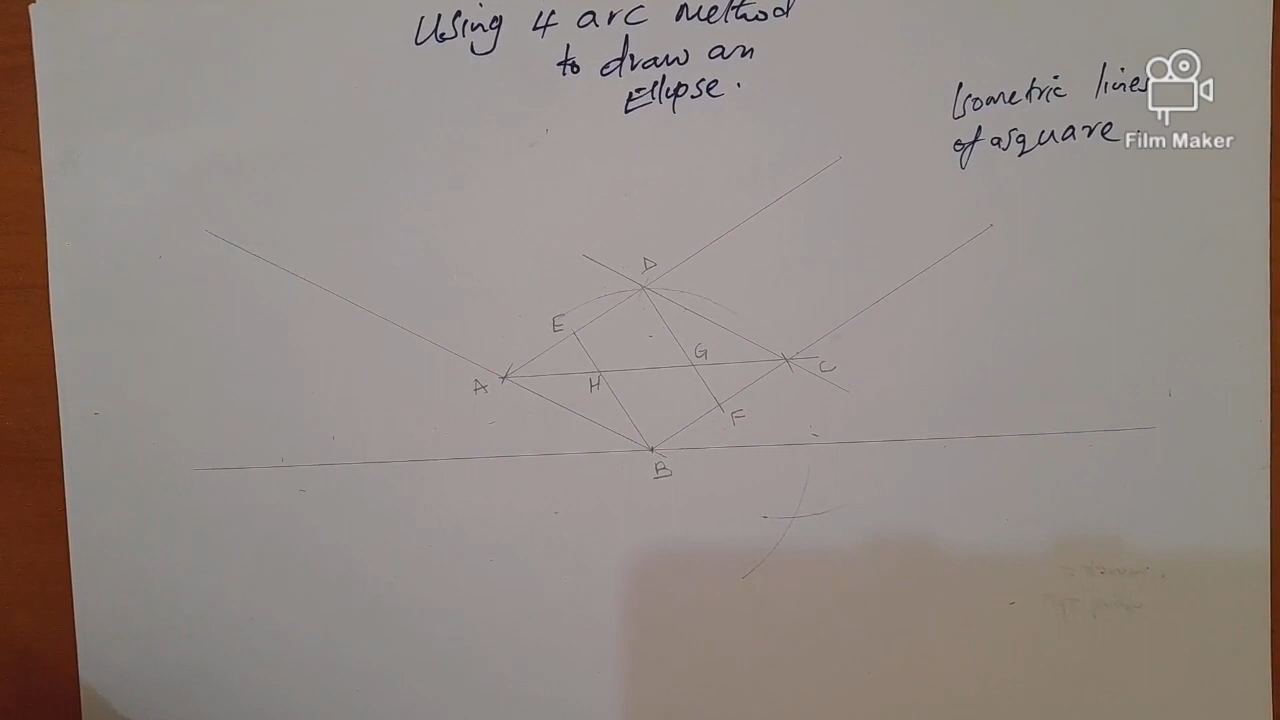 Using 4 arc method
to draw an
Ellipse.
Isometric lines
of a square.
Film Maker
D
E
G
A
H
C
F
B